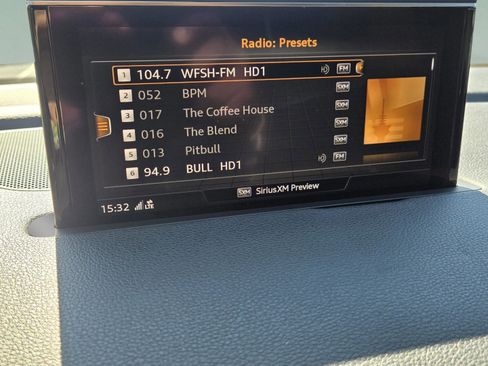 Radio: Presets
1 104.7 WFSH-FM HD1 FM
2 052 BPM SXM
3 017 The Coffee House SXM
4 016 The Blend SXM
5 013 Pitbull SXM
6 94.9 BULL HD1 FM
SXM SiriusXM Preview
15:32 LTE